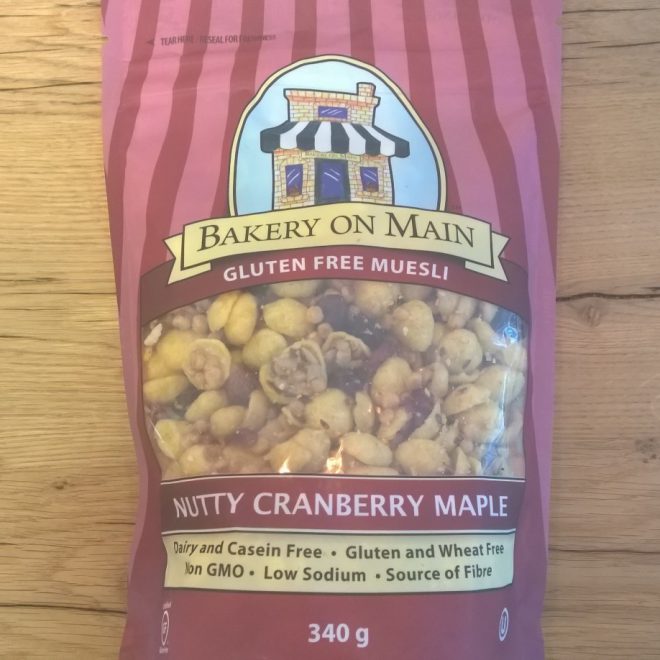 TEAR HERE / RESEAL FOR FRESHNESS
BAKERY ON MAIN
GLUTEN FREE MUESLI
NUTTY CRANBERRY MAPLE
Dairy and Casein Free • Gluten and Wheat Free
Non GMO • Low Sodium • Source of Fibre
340 g